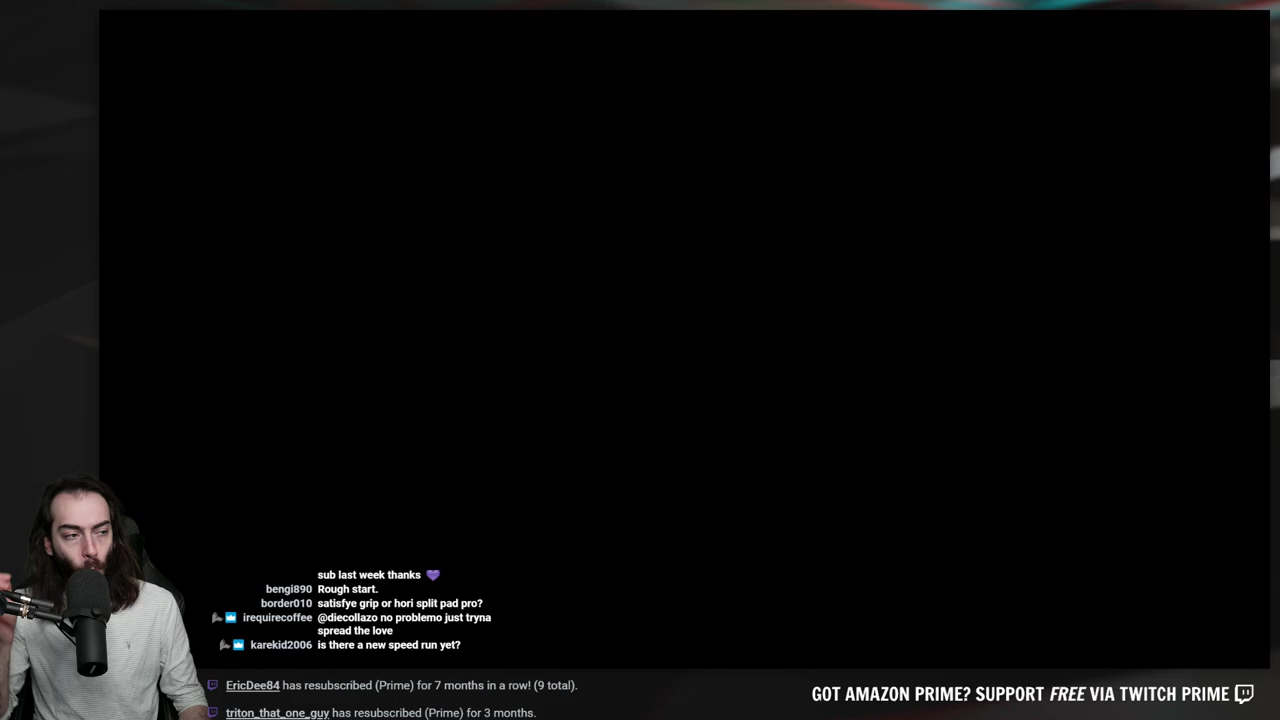 sub last week thanks 💜
bengi890 Rough start.
border010 satisfye grip or hori split pad pro?
irequirecoffee @diecollazo no problemo just tryna
spread the love
karekid2006 is there a new speed run yet?
EricDee84 has resubscribed (Prime) for 7 months in a row! (9 total).
triton_that_one_guy has resubscribed (Prime) for 3 months.
GOT AMAZON PRIME? SUPPORT FREE VIA TWITCH PRIME